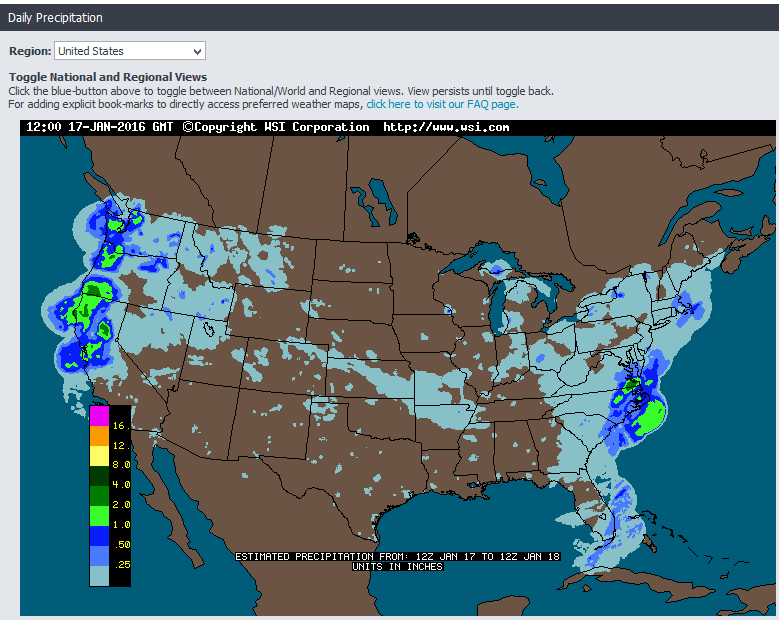 Daily Precipitation
Region: United States
Toggle National and Regional Views
Click the blue-button above to toggle between National/World and Regional views. View persists until toggle back.
For adding explicit book-marks to directly access preferred weather maps, click here to visit our FAQ page.
12:00 17-JAN-2016 GMT ©Copyright WSI Corporation http://www.wsi.com
16.
12.
8.0
4.0
2.0
1.0
.50
.25
ESTIMATED PRECIPITATION FROM: 12Z JAN 17 TO 12Z JAN 18
UNITS IN INCHES